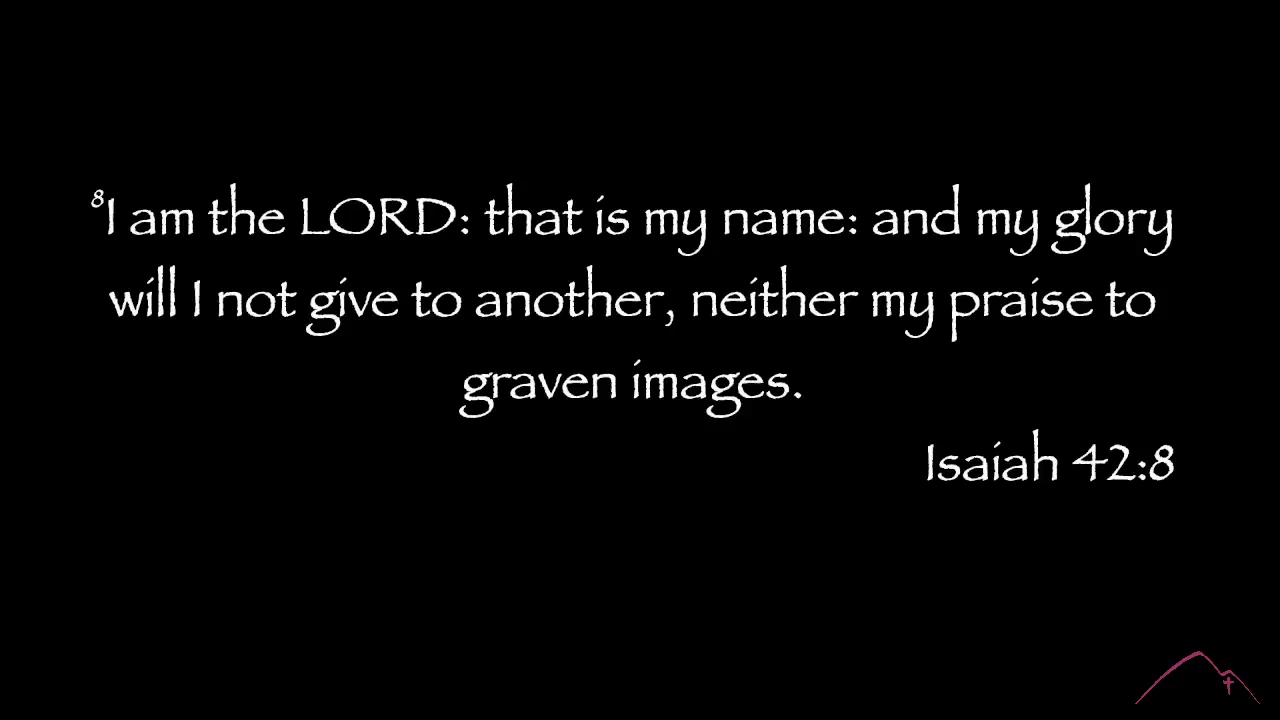 8I am the LORD: that is my name: and my glory
will I not give to another, neither my praise to
graven images.
Isaiah 42:8